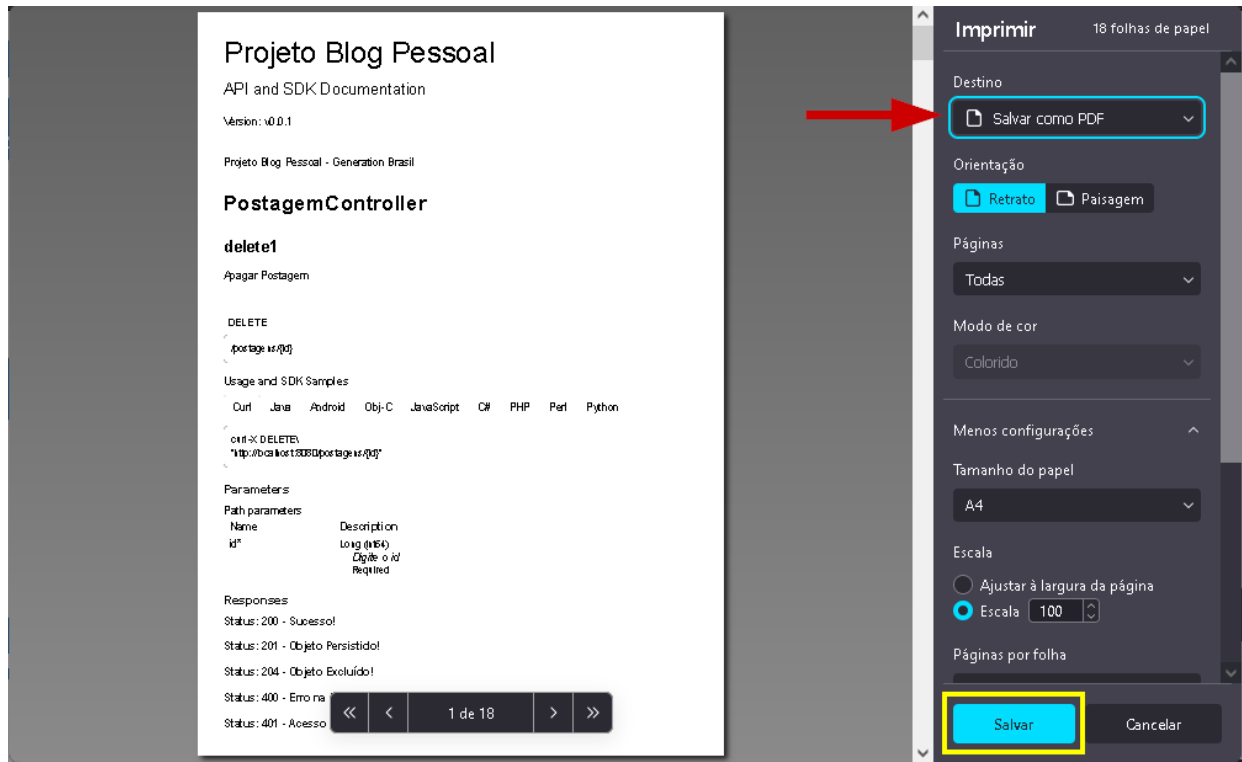 Projeto Blog Pessoal
API and SDK Documentation
Version: v0.0.1
Projeto Blog Pessoal - Generation Brasil
PostagemController
delete1
Apagar Postagem
DELETE
/postagens/{id}
Usage and SDK Samples
Curl Java Android Obj-C JavaScript C# PHP Perl Python
curl -X DELETE\
"http://localhost:8080/postagens/{id}"
Parameters
Path parameters
Name Description
id* Long (int64)
Digite o id
Required
Responses
Status: 200 - Sucesso!
Status: 201 - Objeto Persistido!
Status: 204 - Objeto Excluído!
Status: 400 - Erro na
Status: 401 - Acesso
1 de 18
Imprimir 18 folhas de papel
Destino
Salvar como PDF
Orientação
Retrato Paisagem
Páginas
Todas
Modo de cor
Colorido
Menos configurações
Tamanho do papel
A4
Escala
Ajustar à largura da página
Escala 100
Páginas por folha
Salvar Cancelar